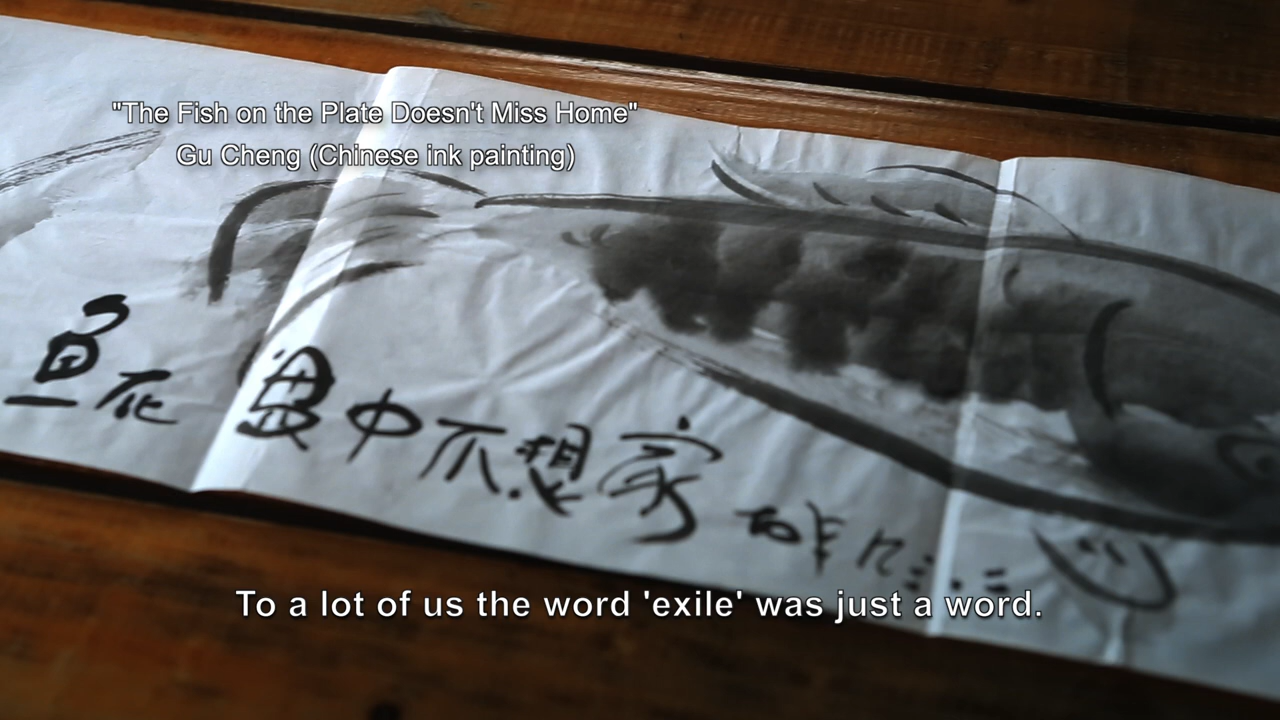 "The Fish on the Plate Doesn't Miss Home"
Gu Cheng (Chinese ink painting)
鱼在盘中不想家
To a lot of us the word 'exile' was just a word.